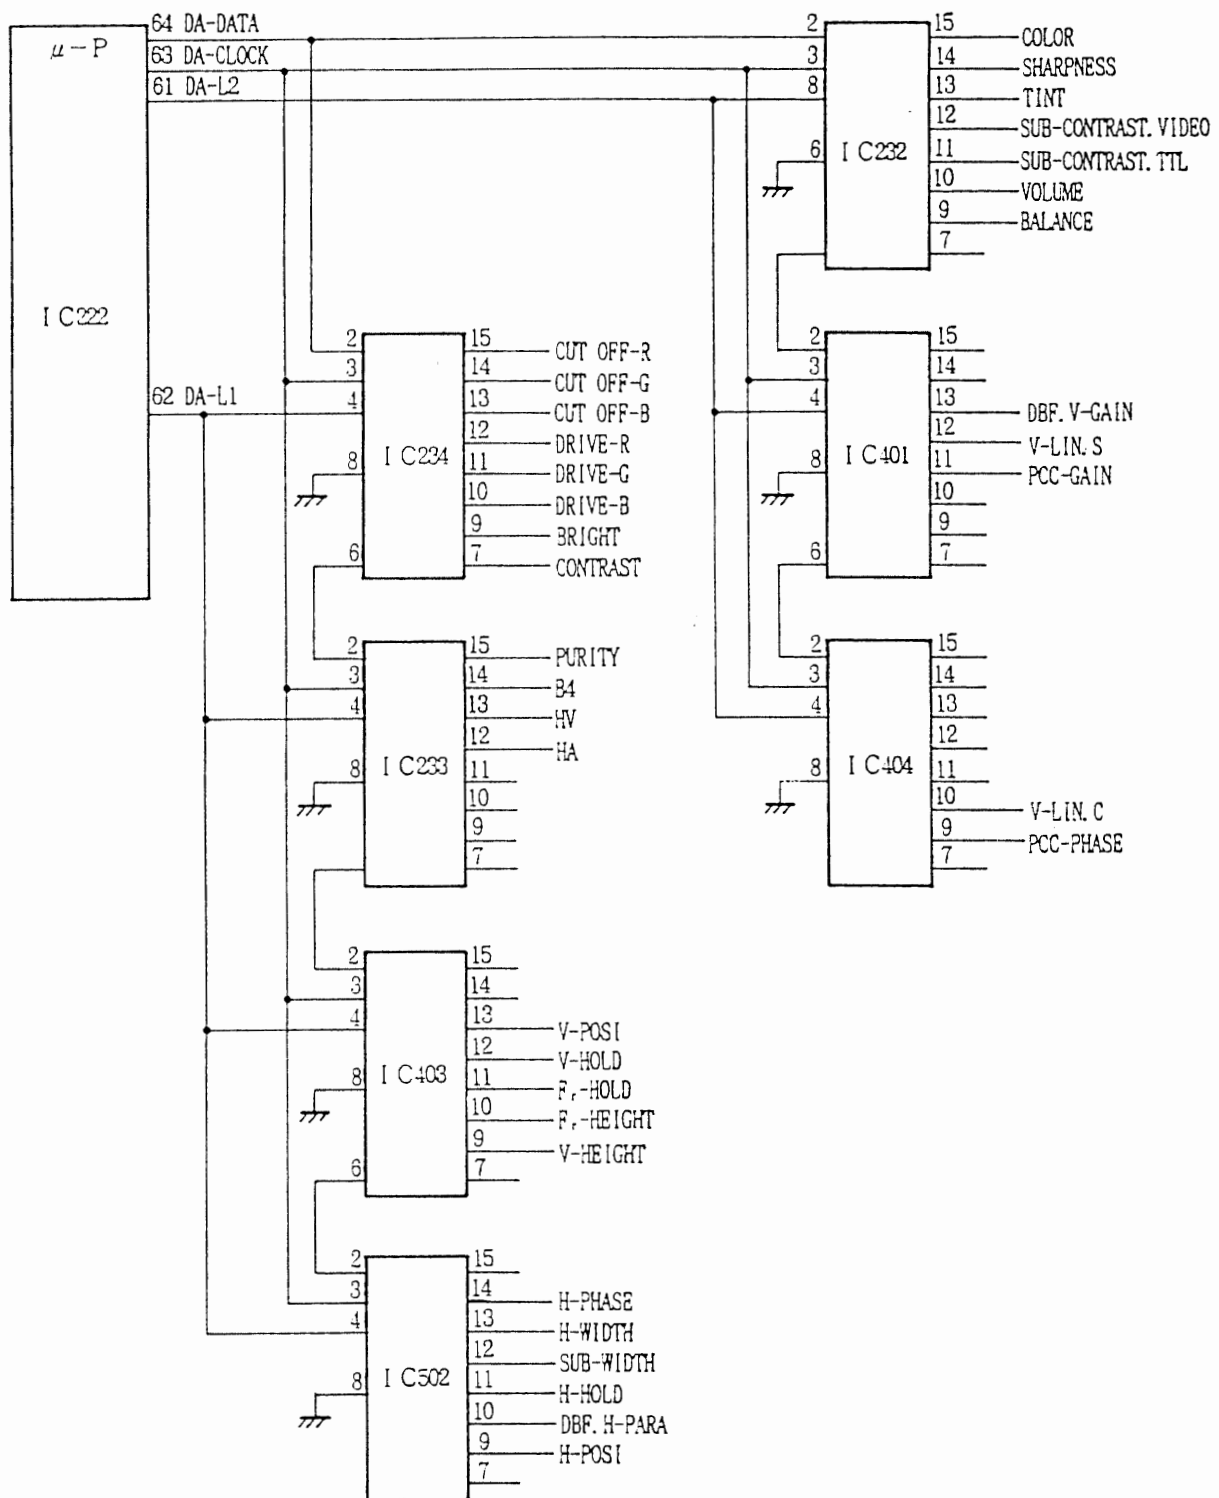 μ-P
IC222
64 DA-DATA
63 DA-CLOCK
61 DA-L2
62 DA-L1
2
3
8
6
IC232
15 COLOR
14 SHARPNESS
13 TINT
12 SUB-CONTRAST.VIDEO
11 SUB-CONTRAST.TTL
10 VOLUME
9 BALANCE
7
2
3
4
8
6
IC234
15 CUT OFF-R
14 CUT OFF-G
13 CUT OFF-B
12 DRIVE-R
11 DRIVE-G
10 DRIVE-B
9 BRIGHT
7 CONTRAST
2
3
4
8
6
IC401
15
14
13 DBF.V-GAIN
12 V-LIN.S
11 PCC-GAIN
10
9
7
2
3
4
8
IC233
15 PURITY
14 B4
13 HV
12 HA
11
10
9
7
2
3
4
8
IC404
15
14
13
12
11
10 V-LIN.C
9 PCC-PHASE
7
2
3
4
8
6
IC403
15
14
13 V-POSI
12 V-HOLD
11 Fr-HOLD
10 Fr-HEIGHT
9 V-HEIGHT
7
2
3
4
8
IC502
15
14 H-PHASE
13 H-WIDTH
12 SUB-WIDTH
11 H-HOLD
10 DBF.H-PARA
9 H-POSI
7